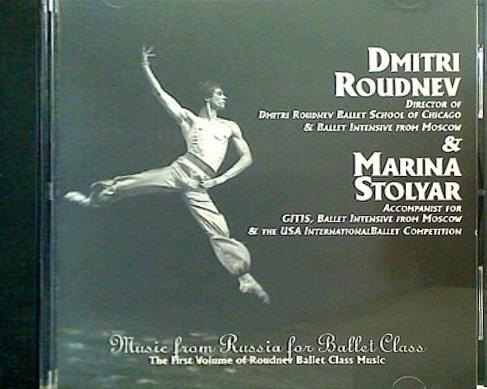 DMITRI
ROUDNEV
DIRECTOR OF
DMITRI ROUDNEV BALLET SCHOOL OF CHICAGO
& BALLET INTENSIVE FROM MOSCOW
&
MARINA
STOLYAR
ACCOMPANIST FOR
GITIS, BALLET INTENSIVE FROM MOSCOW
& THE USA INTERNATIONALBALLET COMPETITION
Music from Russia for Ballet Class
The First Volume of Roudnev Ballet Class Music